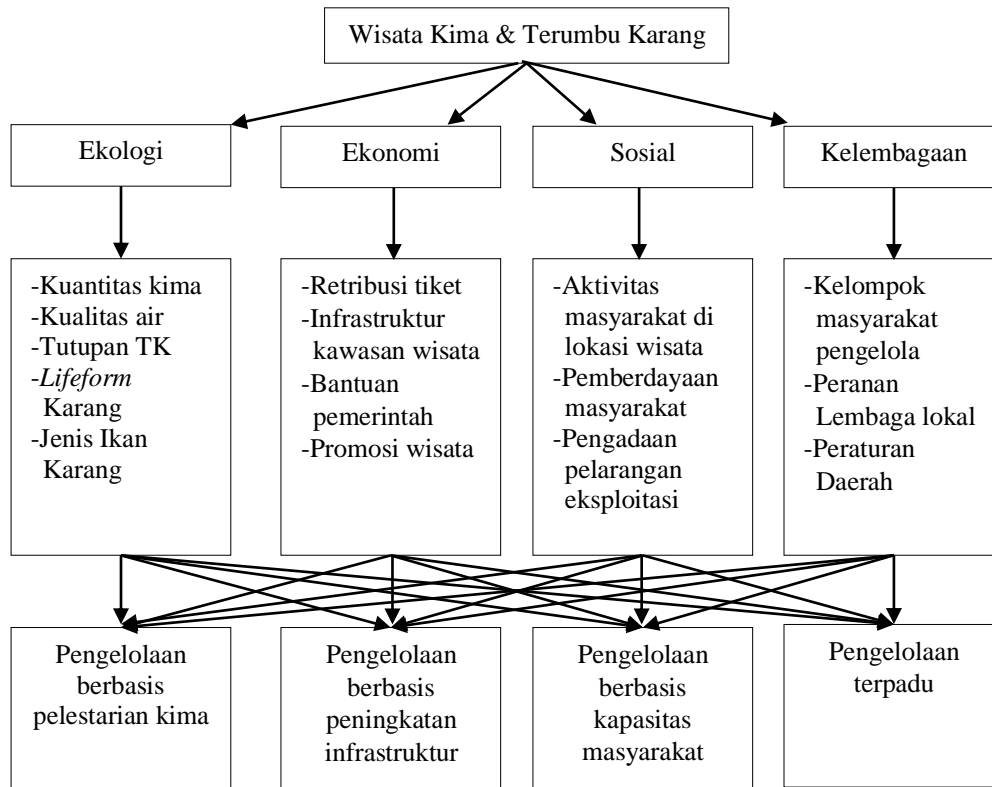 Wisata Kima & Terumbu Karang
Ekologi
Ekonomi
Sosial
Kelembagaan
-Kuantitas kima
-Kualitas air
-Tutupan TK
-Lifeform
Karang
-Jenis Ikan
Karang
-Retribusi tiket
-Infrastruktur
kawasan wisata
-Bantuan
pemerintah
-Promosi wisata
-Aktivitas
masyarakat di
lokasi wisata
-Pemberdayaan
masyarakat
-Pengadaan
pelarangan
eksploitasi
-Kelompok
masyarakat
pengelola
-Peranan
Lembaga lokal
-Peraturan
Daerah
Pengelolaan
berbasis
pelestarian kima
Pengelolaan
berbasis
peningkatan
infrastruktur
Pengelolaan
berbasis
kapasitas
masyarakat
Pengelolaan
terpadu